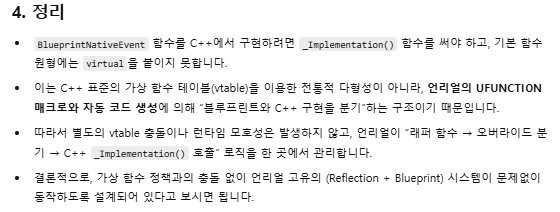 4. 정리
• BlueprintNativeEvent 함수를 C++에서 구현하려면 _Implementation() 함수를 써야 하고, 기본 함수
원형에는 virtual 을 붙이지 못합니다.
• 이는 C++ 표준의 가상 함수 테이블(vtable)을 이용한 전통적 다형성이 아니라, 언리얼의 UFUNCTION
매크로와 자동 코드 생성에 의해 “블루프린트와 C++ 구현을 분기”하는 구조이기 때문입니다.
• 따라서 별도의 vtable 충돌이나 런타임 모호성은 발생하지 않고, 언리얼이 “래퍼 함수 → 오버라이드 분
기 → C++ _Implementation() 호출” 로직을 한 곳에서 관리합니다.
• 결론적으로, 가상 함수 정책과의 충돌 없이 언리얼 고유의 (Reflection + Blueprint) 시스템이 문제없이
동작하도록 설계되어 있다고 보시면 됩니다.